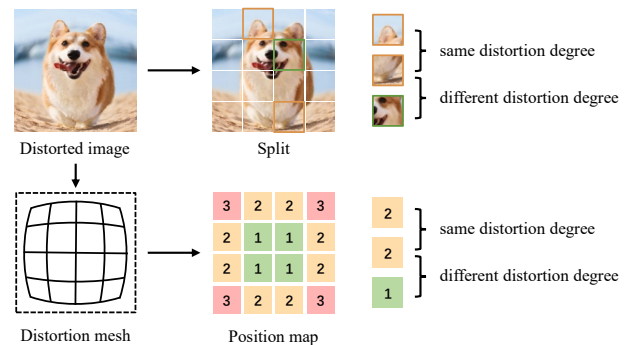 same distortion degree
different distortion degree
Distorted image
Split
3 2 2 3
2 1 1 2
2 1 1 2
3 2 2 3
2
same distortion degree
2
different distortion degree
1
Distortion mesh
Position map